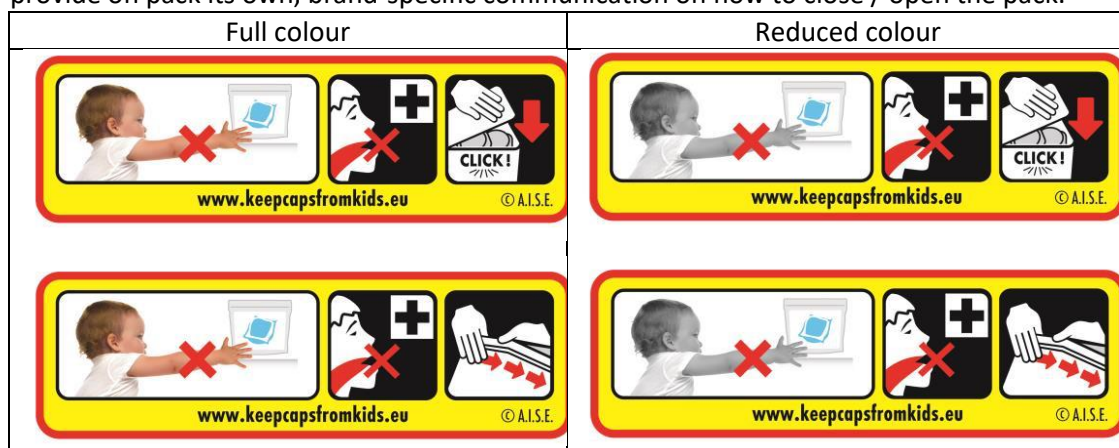 provide on pack its own, brand specific communication on how to close / open the pack.
Full colour Reduced colour
CLICK! CLICK!
www.keepcapsfromkids.eu © A.I.S.E. www.keepcapsfromkids.eu © A.I.S.E.
www.keepcapsfromkids.eu © A.I.S.E. www.keepcapsfromkids.eu © A.I.S.E.